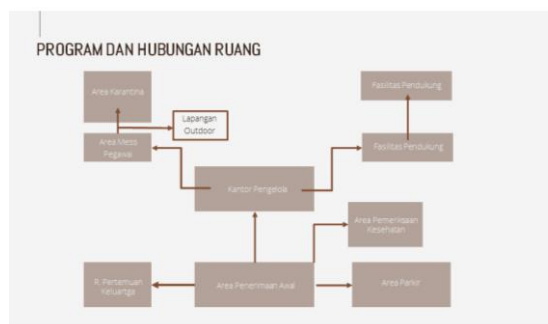 PROGRAM DAN HUBUNGAN RUANG
Area Karantina
Fasilitas Pendukung
Lapangan
Outdoor
Area Mess
Pegawai
Fasilitas Pendukung
Kantor Pengelola
Area Pemeriksaan
Kesehatan
R. Pertemuan
Keluartga
Area Penerimaan Awal
Area Parkir